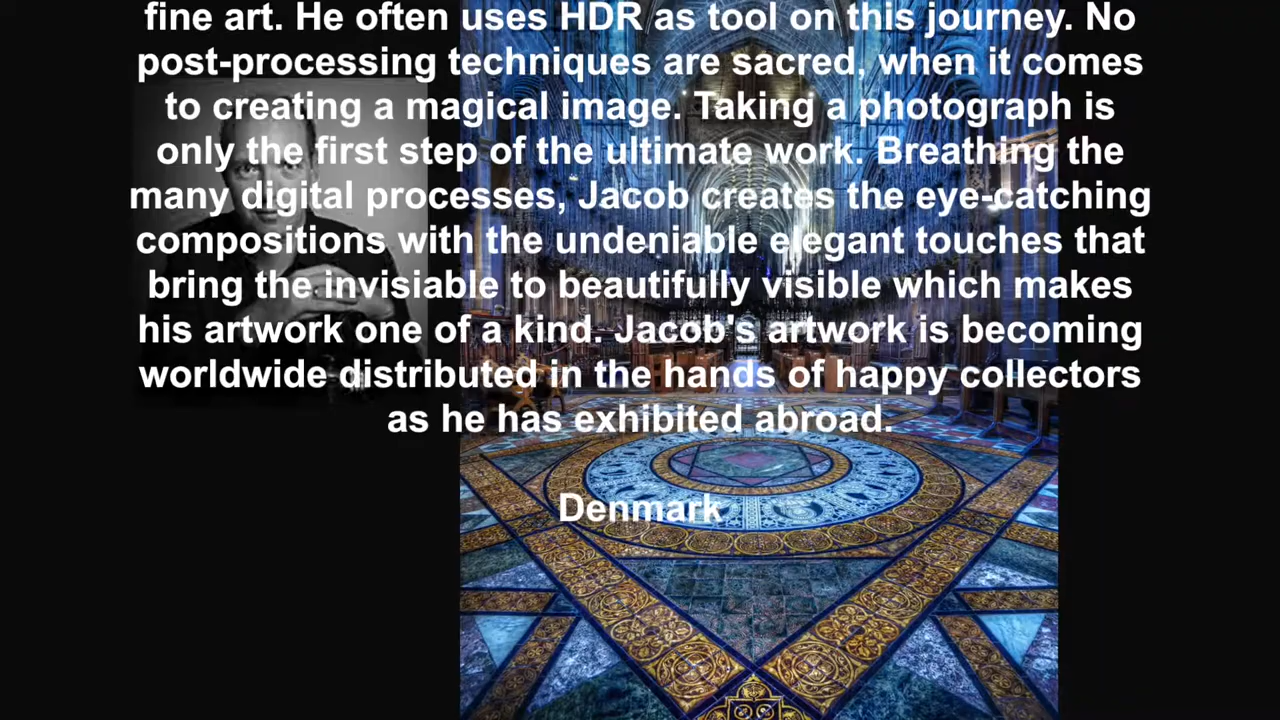 fine art. He often uses HDR as tool on this journey. No
post-processing techniques are sacred, when it comes
to creating a magical image. Taking a photograph is
only the first step of the ultimate work. Breathing the
many digital processes, Jacob creates the eye-catching
compositions with the undeniable elegant touches that
bring the invisiable to beautifully visible which makes
his artwork one of a kind. Jacob's artwork is becoming
worldwide distributed in the hands of happy collectors
as he has exhibited abroad.
Denmark